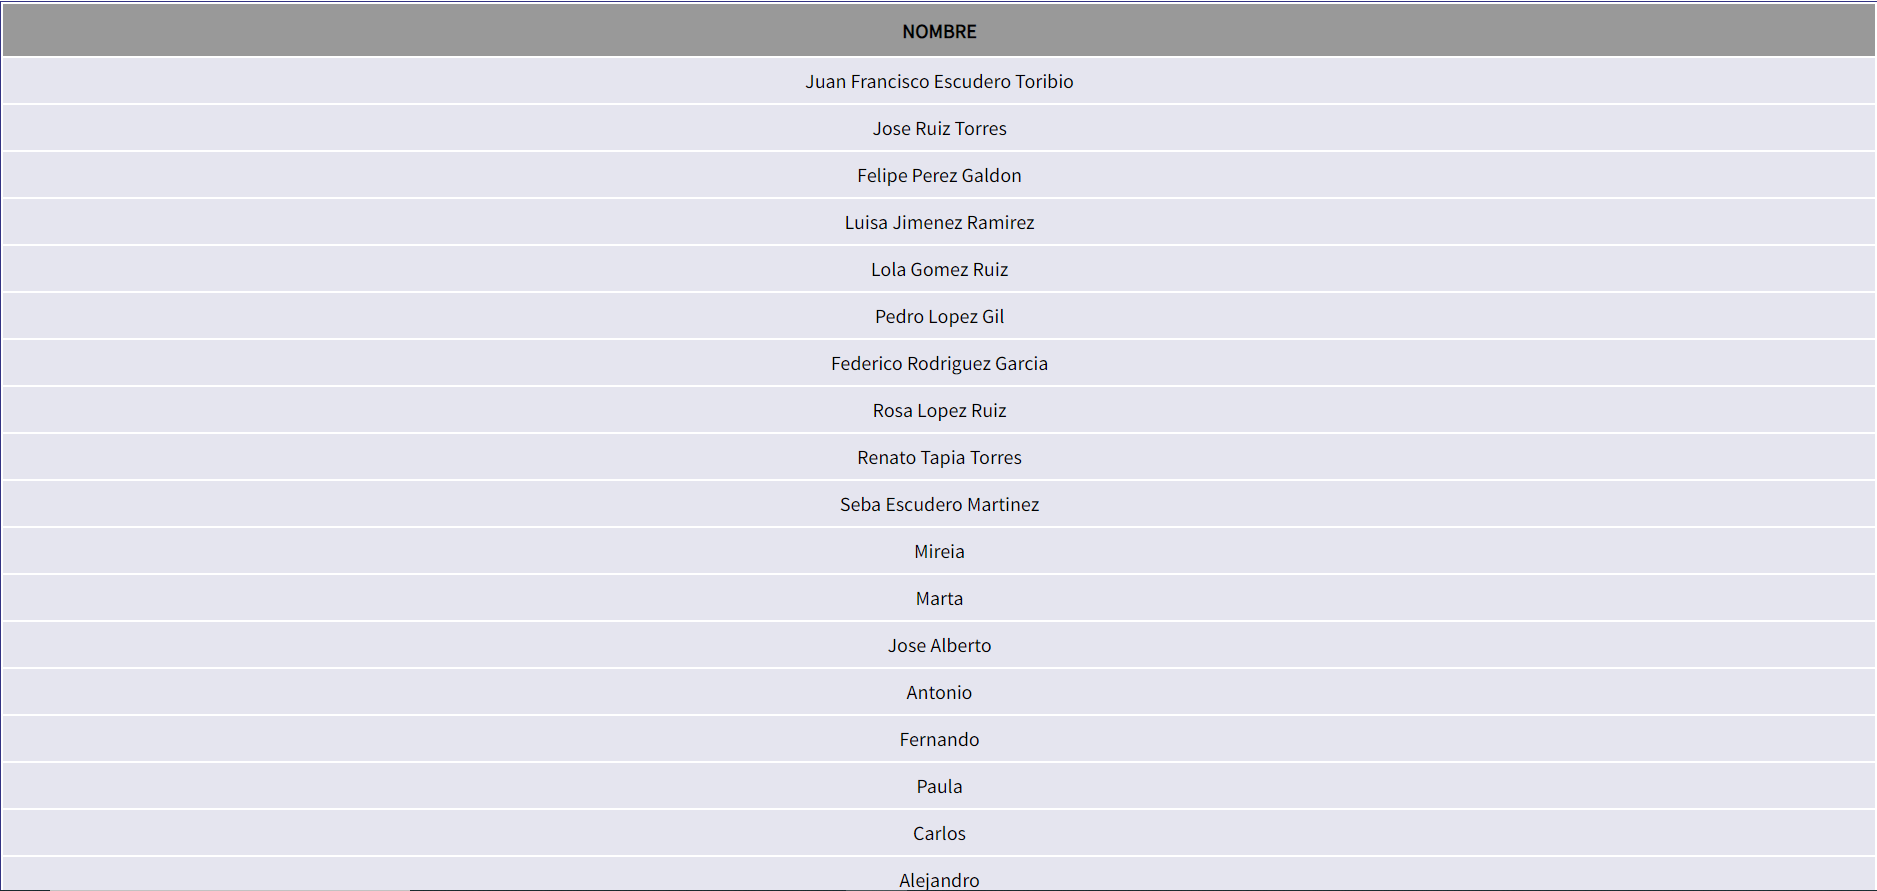 NOMBRE
Juan Francisco Escudero Toribio
Jose Ruiz Torres
Felipe Perez Galdon
Luisa Jimenez Ramirez
Lola Gomez Ruiz
Pedro Lopez Gil
Federico Rodriguez Garcia
Rosa Lopez Ruiz
Renato Tapia Torres
Seba Escudero Martinez
Mireia
Marta
Jose Alberto
Antonio
Fernando
Paula
Carlos
Alejandro